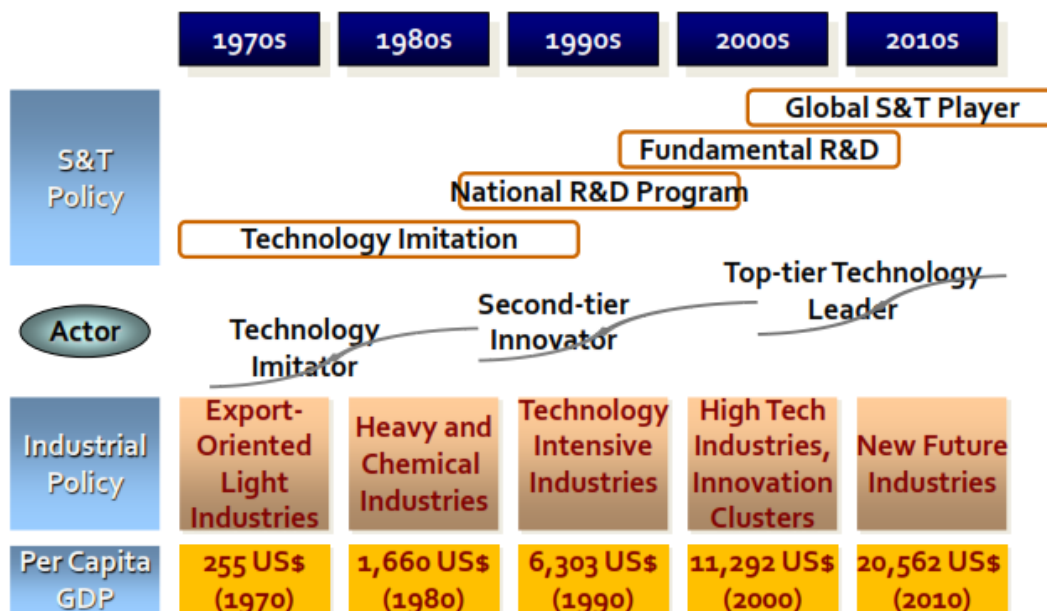 1970s 1980s 1990s 2000s 2010s
S&T
Policy
Global S&T Player
Fundamental R&D
National R&D Program
Technology Imitation
Actor
Technology
Imitator
Second-tier
Innovator
Top-tier Technology
Leader
Industrial
Policy
Export-
Oriented
Light
Industries
Heavy and
Chemical
Industries
Technology
Intensive
Industries
High Tech
Industries,
Innovation
Clusters
New Future
Industries
Per Capita
GDP
255 US$
(1970)
1,660 US$
(1980)
6,303 US$
(1990)
11,292 US$
(2000)
20,562 US$
(2010)